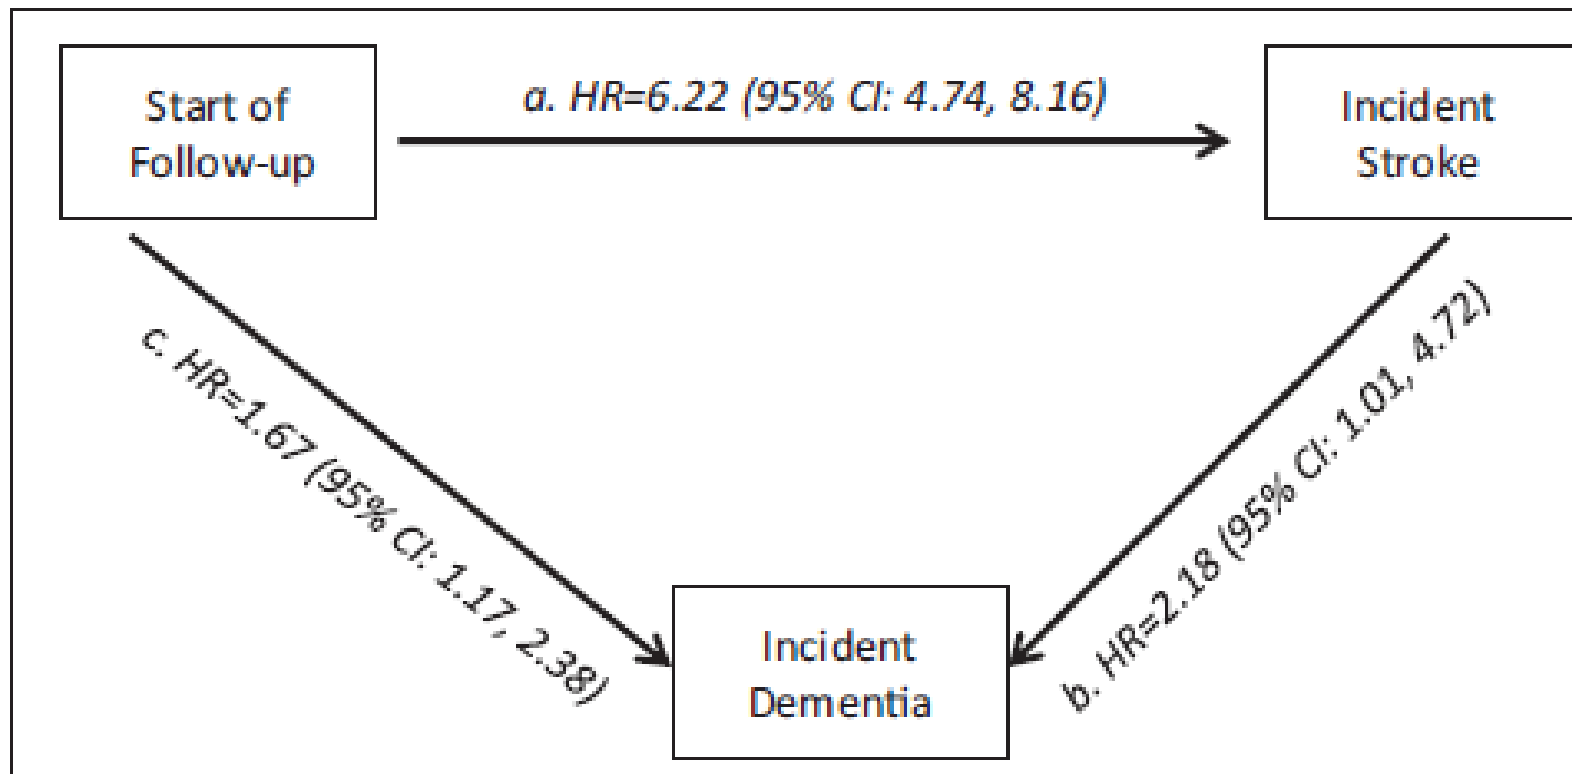 Start of
Follow-up
a. HR=6.22 (95% CI: 4.74, 8.16)
Incident
Stroke
c. HR=1.67 (95% CI: 1.17, 2.38)
b. HR=2.18 (95% CI: 1.01, 4.72)
Incident
Dementia